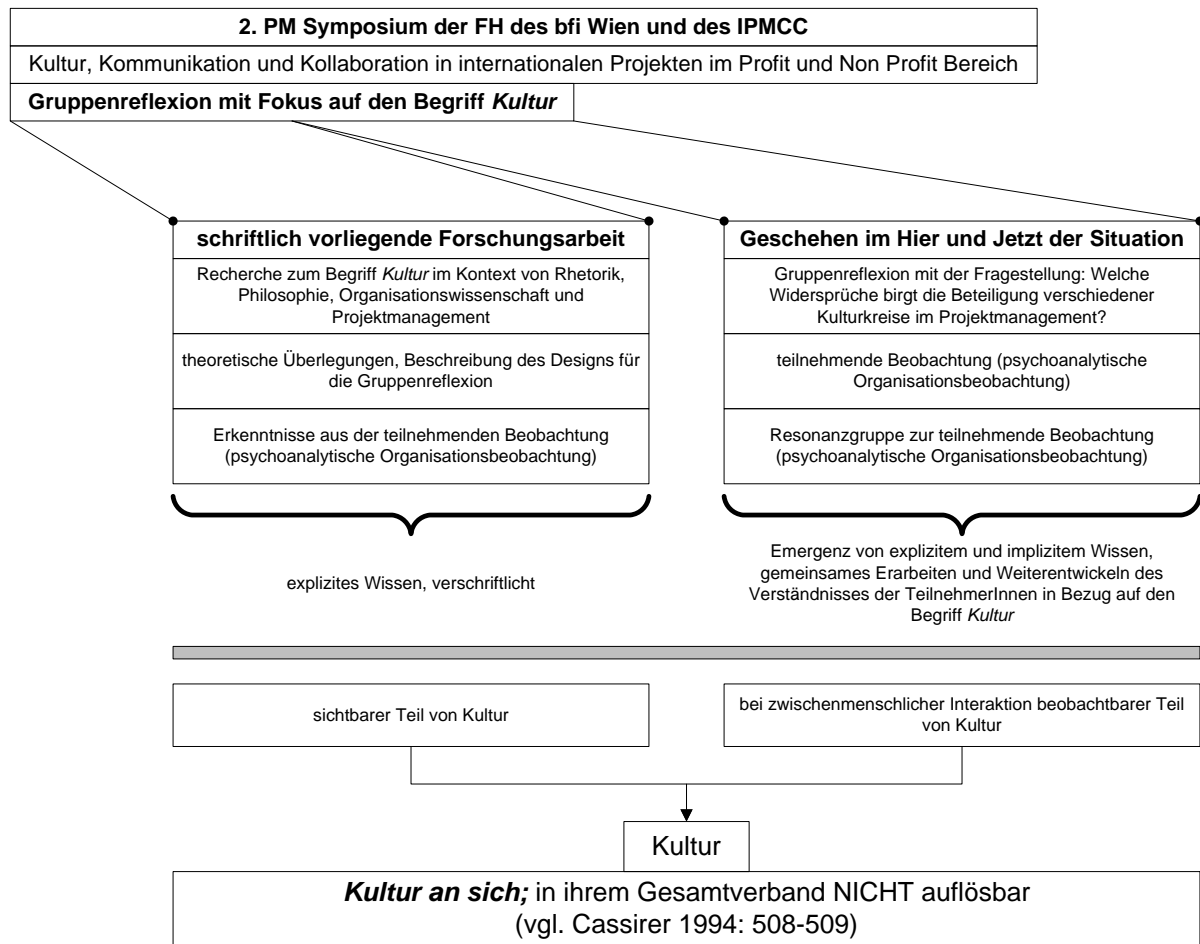 2. PM Symposium der FH des bfi Wien und des IPMCC
Kultur, Kommunikation und Kollaboration in internationalen Projekten im Profit und Non Profit Bereich
Gruppenreflexion mit Fokus auf den Begriff Kultur
schriftlich vorliegende Forschungsarbeit
Recherche zum Begriff Kultur im Kontext von Rhetorik,
Philosophie, Organisationswissenschaft und
Projektmanagement
theoretische Überlegungen, Beschreibung des Designs für
die Gruppenreflexion
Erkenntnisse aus der teilnehmenden Beobachtung
(psychoanalytische Organisationsbeobachtung)
explizites Wissen, verschriftlicht
Geschehen im Hier und Jetzt der Situation
Gruppenreflexion mit der Fragestellung: Welche
Widersprüche birgt die Beteiligung verschiedener
Kulturkreise im Projektmanagement?
teilnehmende Beobachtung (psychoanalytische
Organisationsbeobachtung)
Resonanzgruppe zur teilnehmende Beobachtung
(psychoanalytische Organisationsbeobachtung)
Emergenz von explizitem und implizitem Wissen,
gemeinsames Erarbeiten und Weiterentwickeln des
Verständnisses der TeilnehmerInnen in Bezug auf den
Begriff Kultur
sichtbarer Teil von Kultur
bei zwischenmenschlicher Interaktion beobachtbarer Teil
von Kultur
Kultur
Kultur an sich; in ihrem Gesamtverband NICHT auflösbar
(vgl. Cassirer 1994: 508-509)